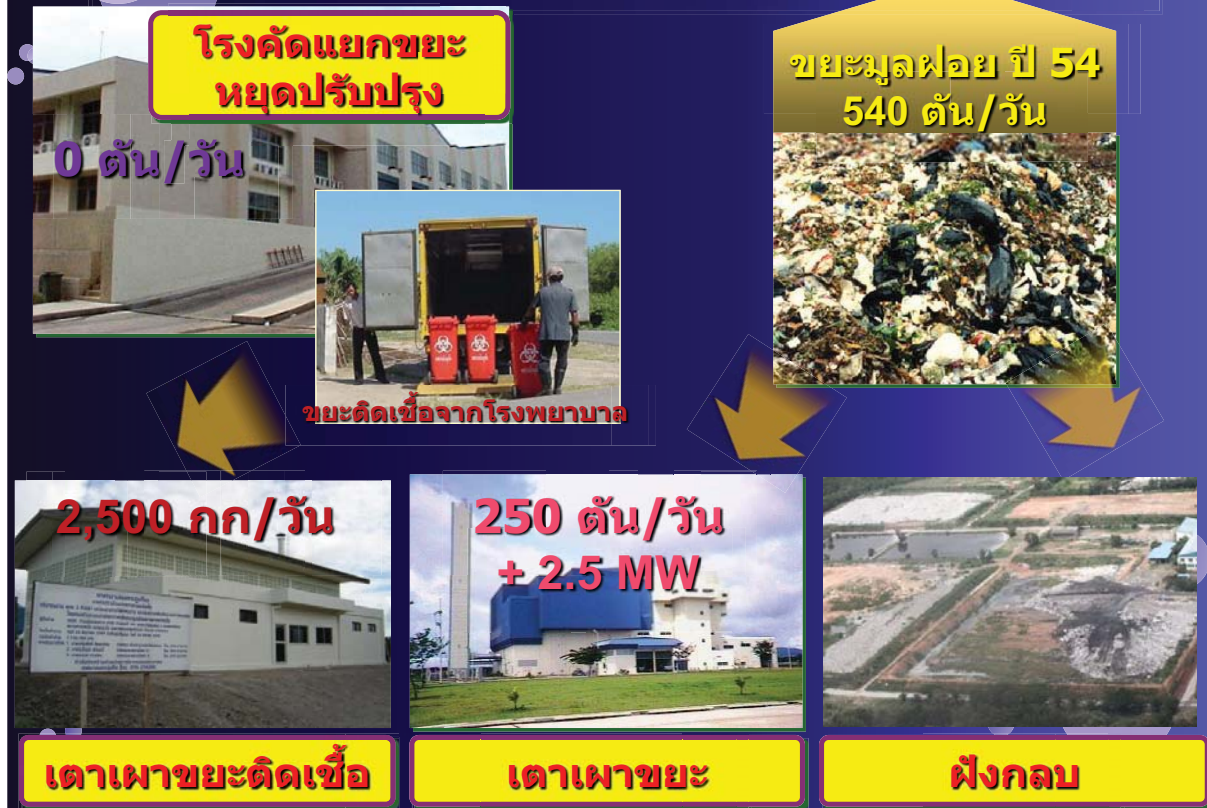 โรงคัดแยกขยะ
หยุดปรับปรุง
0 ตัน/วัน
ขยะมูลฝอย ปี 54
540 ตัน/วัน
ขยะติดเชื้อจากโรงพยาบาล
2,500 กก/วัน
250 ตัน/วัน
+ 2.5 MW
เตาเผาขยะติดเชื้อ
เตาเผาขยะ
ฝังกลบ